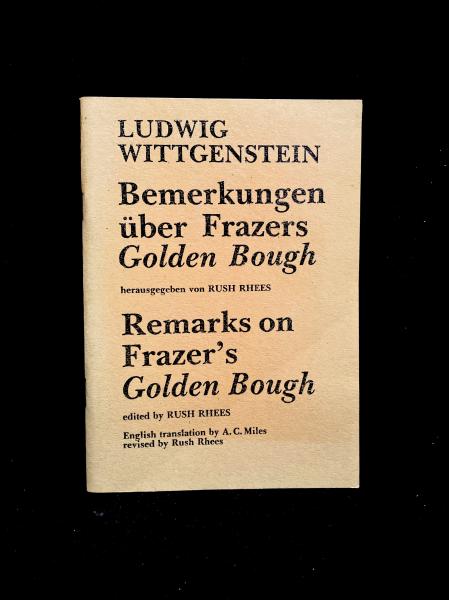 LUDWIG
WITTGENSTEIN
Bemerkungen
über Frazers
Golden Bough
herausgegeben von RUSH RHEES
Remarks on
Frazer's
Golden Bough
edited by RUSH RHEES
English translation by A. C. Miles
revised by Rush Rhees